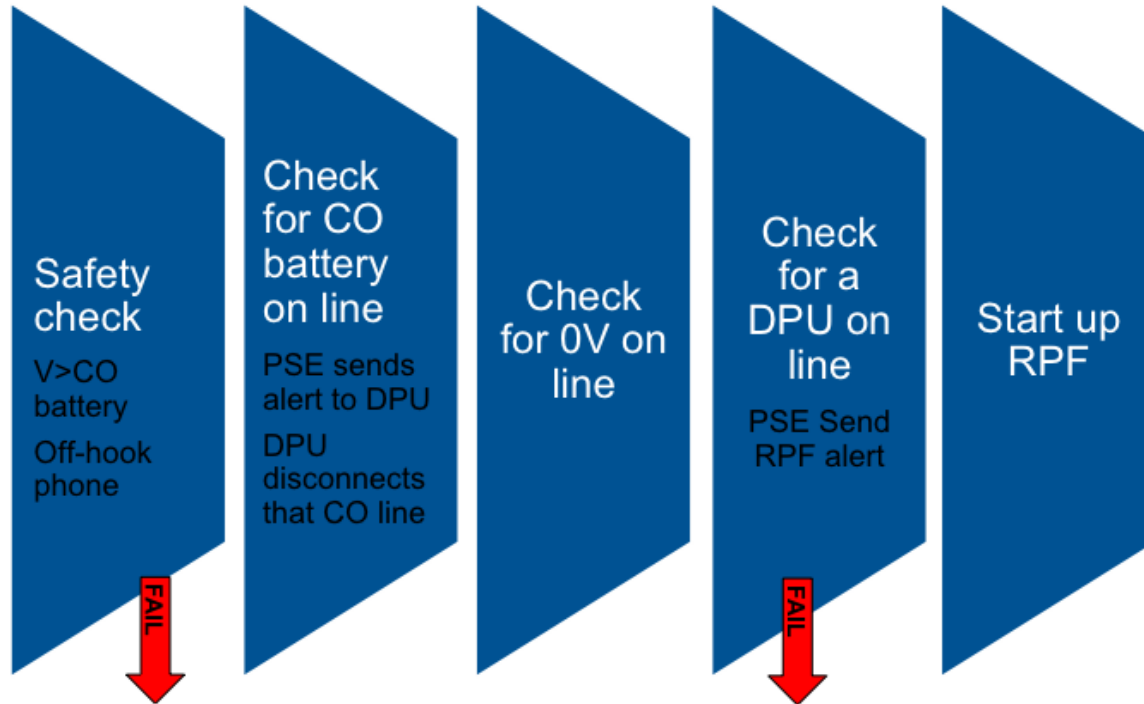 Safety
check
V>CO
battery
Off-hook
phone
FAIL
Check
for CO
battery
on line
PSE sends
alert to DPU
DPU
disconnects
that CO line
Check
for 0V on
line
Check
for a
DPU on
line
PSE Send
RPF alert
FAIL
Start up
RPF